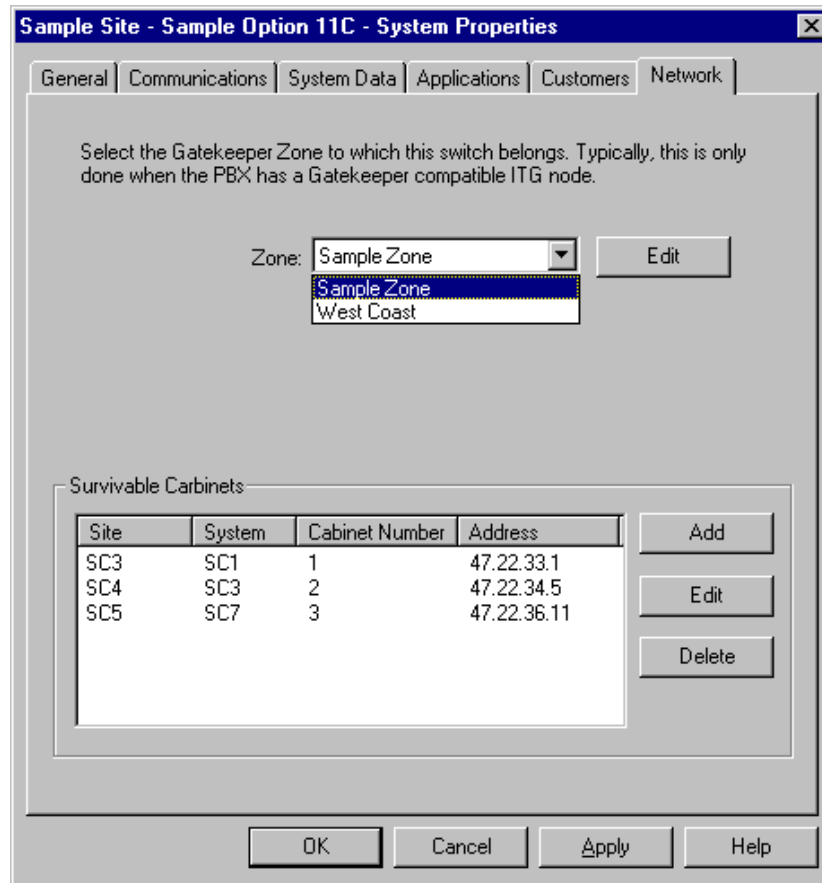 Sample Site - Sample Option 11C - System Properties
General Communications System Data Applications Customers Network
Select the Gatekeeper Zone to which this switch belongs. Typically, this is only
done when the PBX has a Gatekeeper compatible ITG node.
Zone: Sample Zone Edit
Sample Zone
West Coast
Survivable Carbinets
Site System Cabinet Number Address Add
SC3 SC1 1 47.22.33.1
SC4 SC3 2 47.22.34.5 Edit
SC5 SC7 3 47.22.36.11
Delete
OK Cancel Apply Help